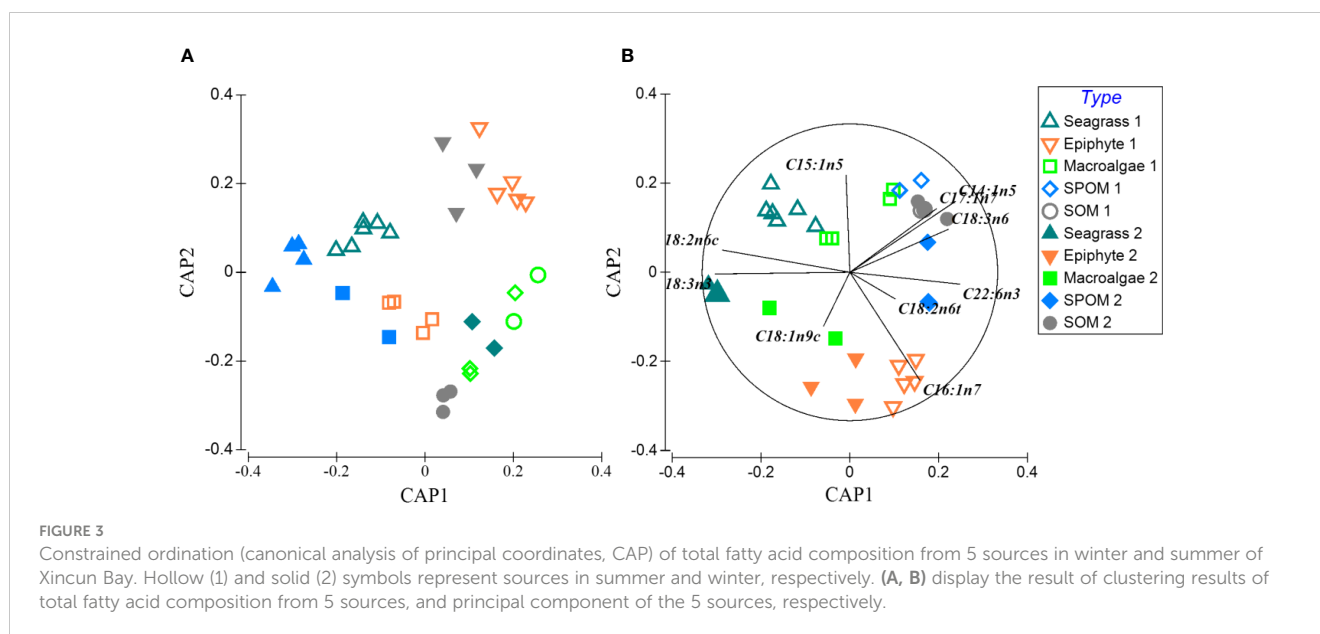 A
B
0.4
0.2
0
-0.2
-0.4
CAP2
-0.4
-0.2
0
0.2
0.4
CAP1
0.4
0.2
0
-0.2
-0.4
CAP2
-0.4
-0.2
0
0.2
0.4
CAP1
C15:1n5
C14:1n5
C17:1n7
C18:3n6
18:2n6c
18:3n3
C22:6n3
C18:2n6t
C18:1n9c
C16:1n7
Type
Seagrass 1
Epiphyte 1
Macroalgae 1
SPOM 1
SOM 1
Seagrass 2
Epiphyte 2
Macroalgae 2
SPOM 2
SOM 2
FIGURE 3
Constrained ordination (canonical analysis of principal coordinates, CAP) of total fatty acid composition from 5 sources in winter and summer of
Xincun Bay. Hollow (1) and solid (2) symbols represent sources in summer and winter, respectively. (A, B) display the result of clustering results of
total fatty acid composition from 5 sources, and principal component of the 5 sources, respectively.